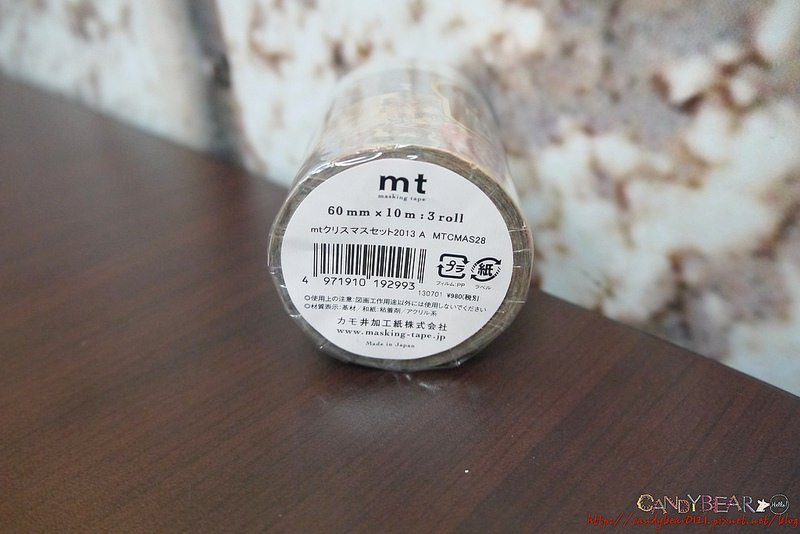 mt
masking tape
60mm × 10m : 3 roll
mtクリスマスセット2013 A MTCMAS28
4 971910 192993
プラ
紙
フィルム:PP
ラベル
130701 ¥980(税別)
◎使用上の注意:図画工作用途以外には使用しないでください
◎材質表示:基材/和紙:粘着剤/アクリル系
カモ井加工紙株式会社
www.masking-tape.jp
Made in Japan
CANDYBEAR
Hello!